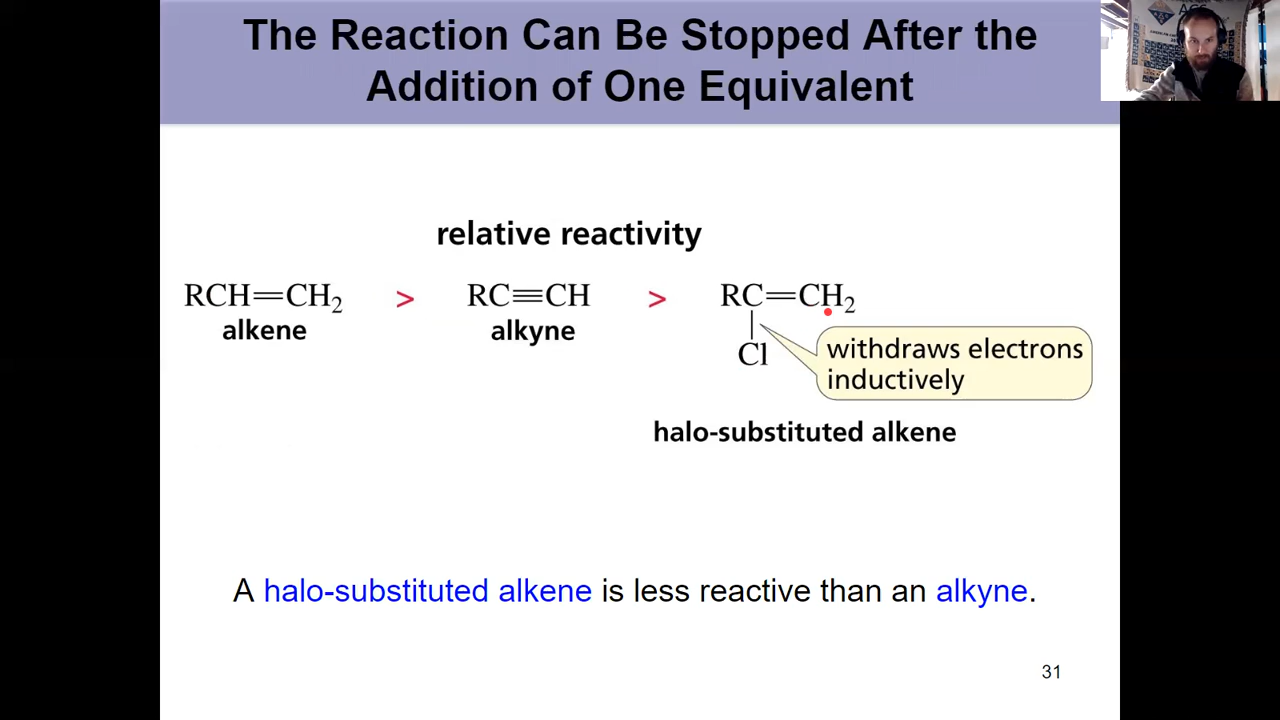 The Reaction Can Be Stopped After the
Addition of One Equivalent
relative reactivity
RCH=CH₂ > RC≡CH > RC=CH₂
alkene alkyne
Cl
withdraws electrons
inductively
halo-substituted alkene
A halo-substituted alkene is less reactive than an alkyne.
31